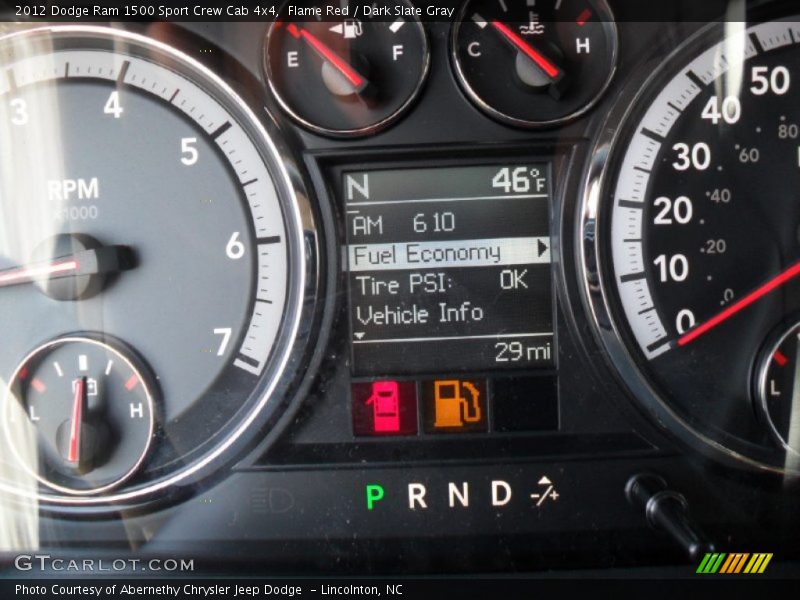 2012 Dodge Ram 1500 Sport Crew Cab 4x4, Flame Red / Dark Slate Gray
E F
C H
3 4 5 6 7
RPM
x1000
L H
N 46°F
AM 610
Fuel Economy
Tire PSI: OK
Vehicle Info
29 mi
50
40
30
20
10
0
80
60
40
20
0
L
P R N D -/+
GTCARLOT.COM
Photo Courtesy of Abernethy Chrysler Jeep Dodge - Lincolnton, NC